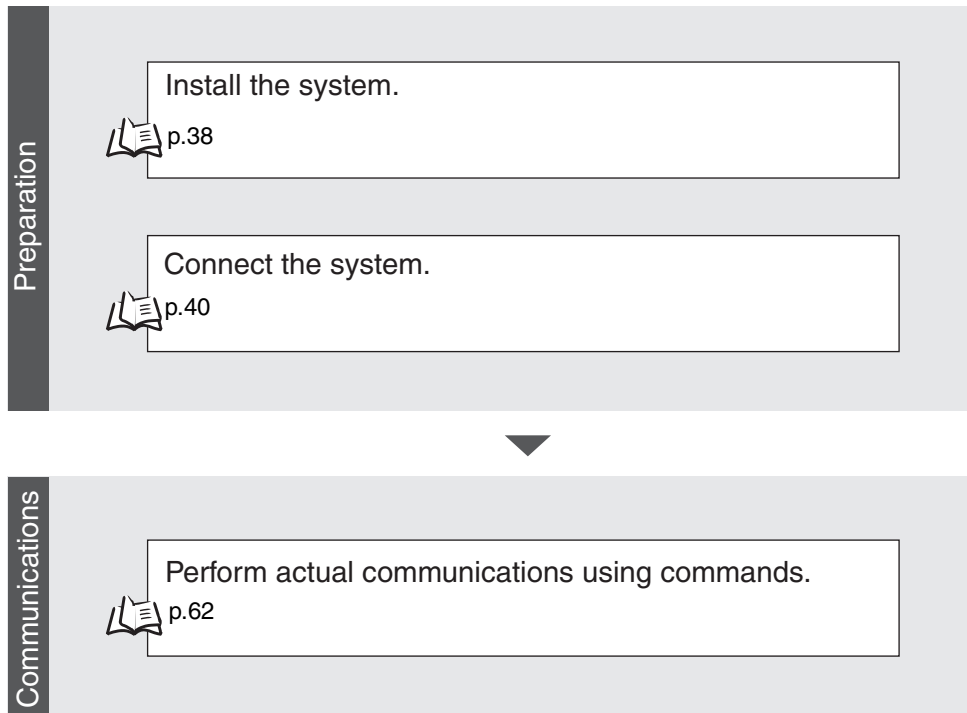 Preparation
Install the system.
p.38
Connect the system.
p.40
Communications
Perform actual communications using commands.
p.62